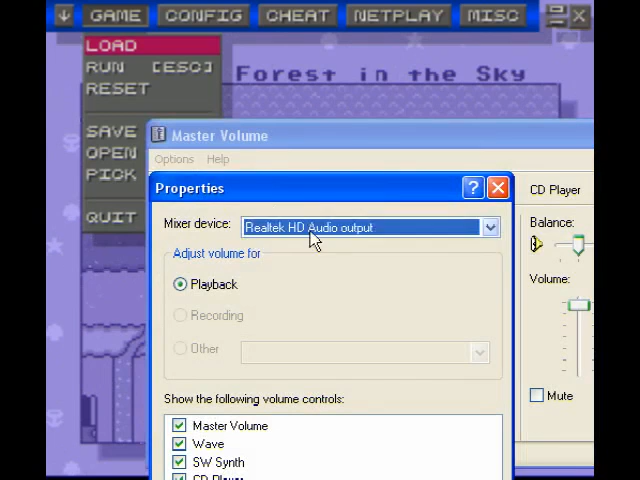 GAME CONFIG CHEAT NETPLAY MISC
LOAD
RUN [ESC]
RESET
SAVE
OPEN
PICK
QUIT
Forest in the Sky
Master Volume
Options Help
Properties
Mixer device: Realtek HD Audio output
Adjust volume for
Playback
Recording
Other
Show the following volume controls:
Master Volume
Wave
SW Synth
CD Player
CD Player
Balance:
Volume:
Mute